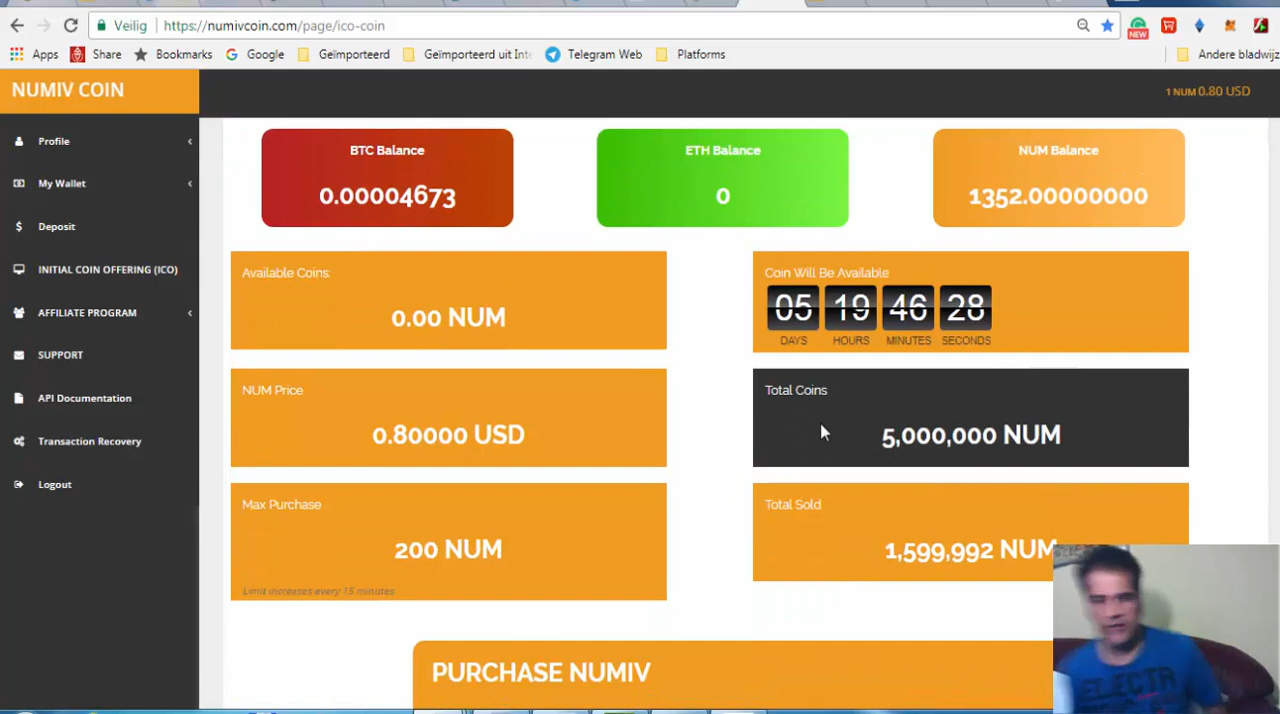 Veilig https://numivcoin.com/page/ico-coin
NEW
Apps Share Bookmarks Google Geïmporteerd Geïmporteerd uit Inte Telegram Web Platforms Andere bladwijz
NUMIV COIN
1 NUM 0.80 USD
Profile
My Wallet
Deposit
INITIAL COIN OFFERING (ICO)
AFFILIATE PROGRAM
SUPPORT
API Documentation
Transaction Recovery
Logout
BTC Balance
0.00004673
ETH Balance
0
NUM Balance
1352.00000000
Available Coins:
0.00 NUM
Coin Will Be Available
05 19 46 28
DAYS HOURS MINUTES SECONDS
NUM Price
0.80000 USD
Total Coins
5,000,000 NUM
Max Purchase
200 NUM
Limit increases every 15 minutes
Total Sold
1,599,992 NUM
PURCHASE NUMIV